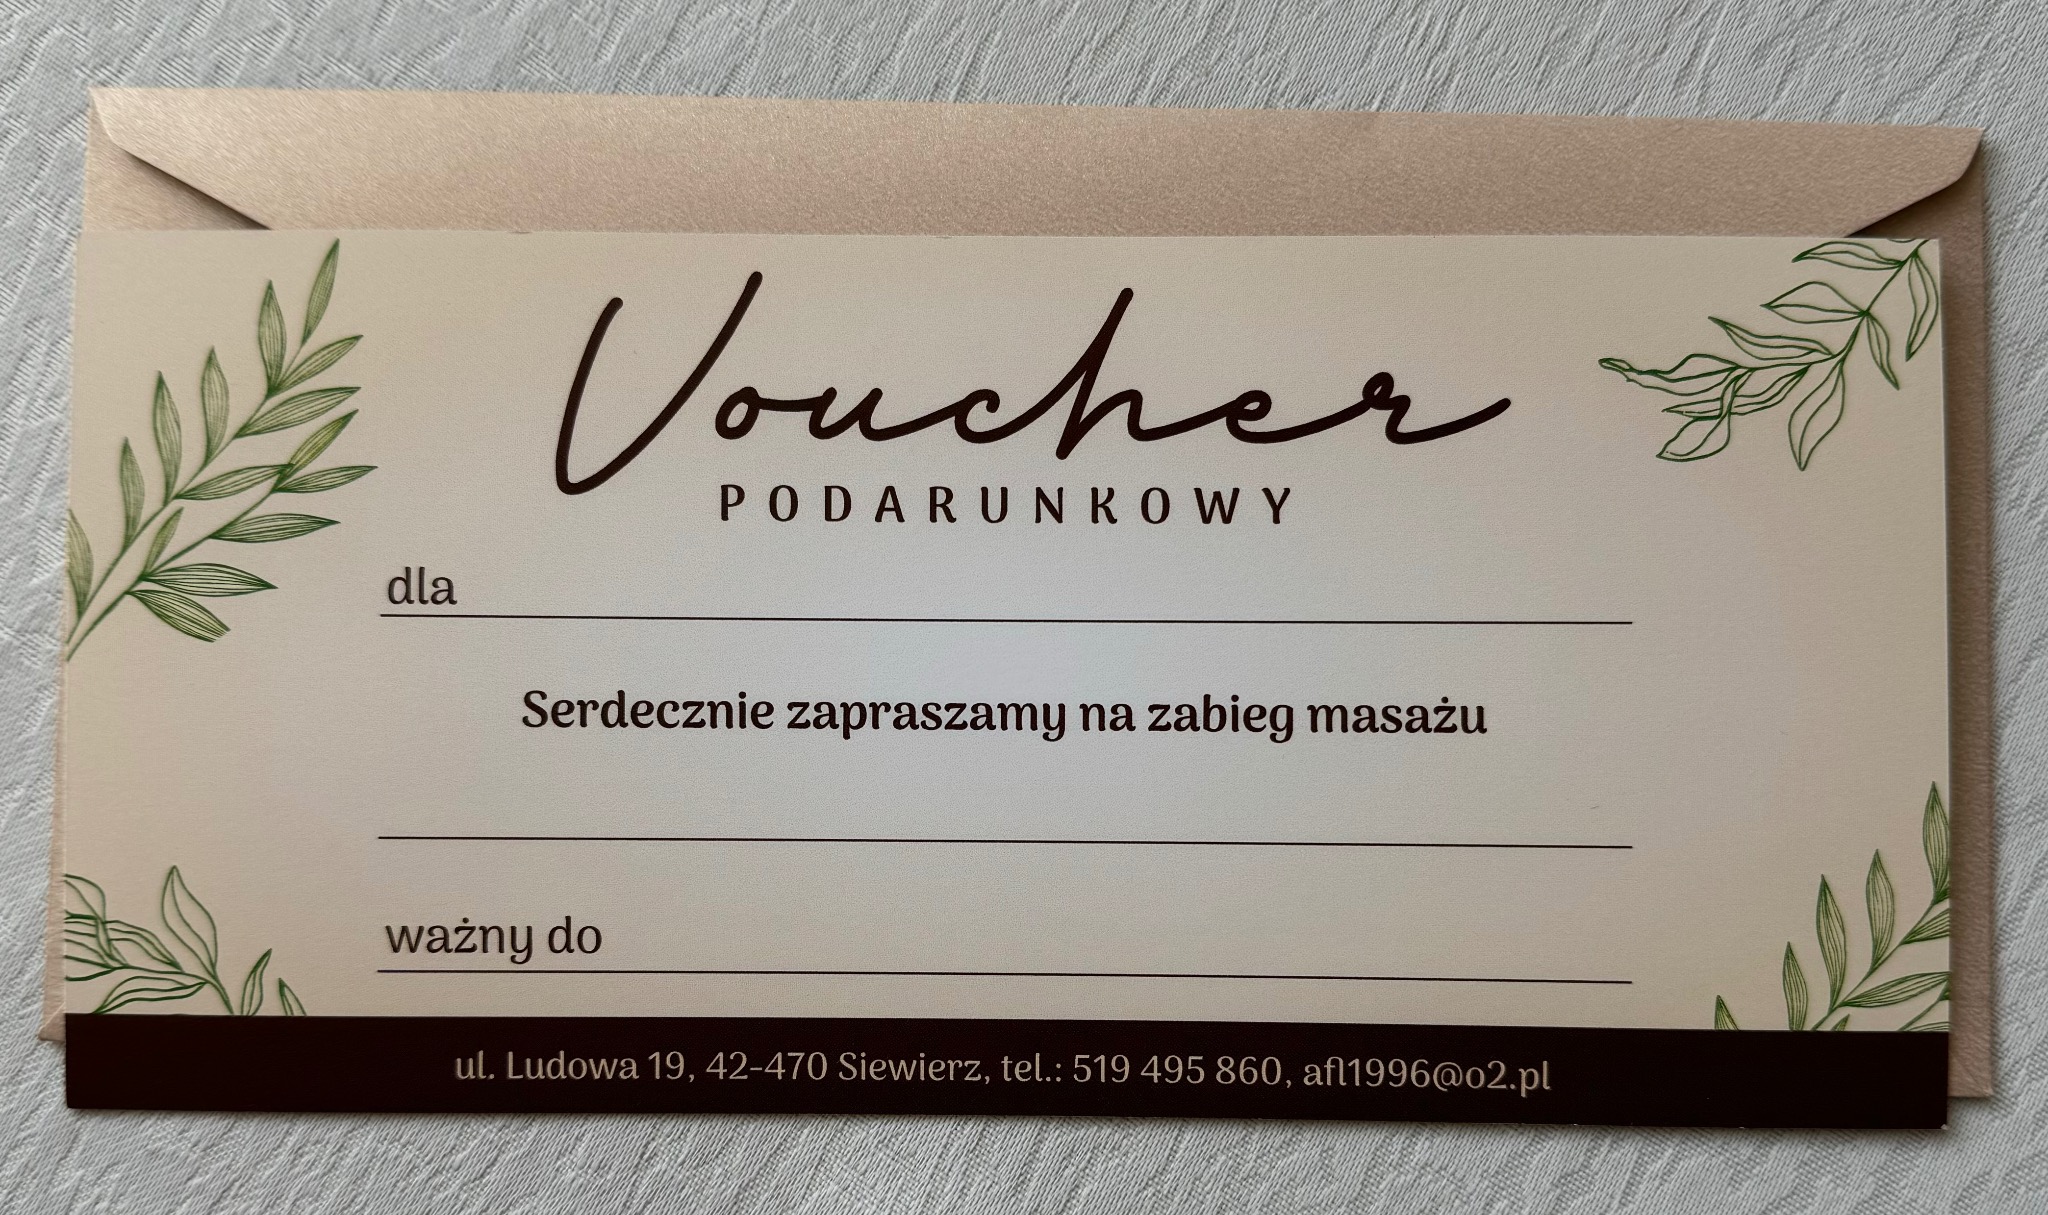 Voucher
PODARUNKOWY
dla
Serdecznie zapraszamy na zabieg masażu
ważny do
ul. Ludowa 19, 42-470 Siewierz, tel.: 519 495 860, afl1996@o2.pl